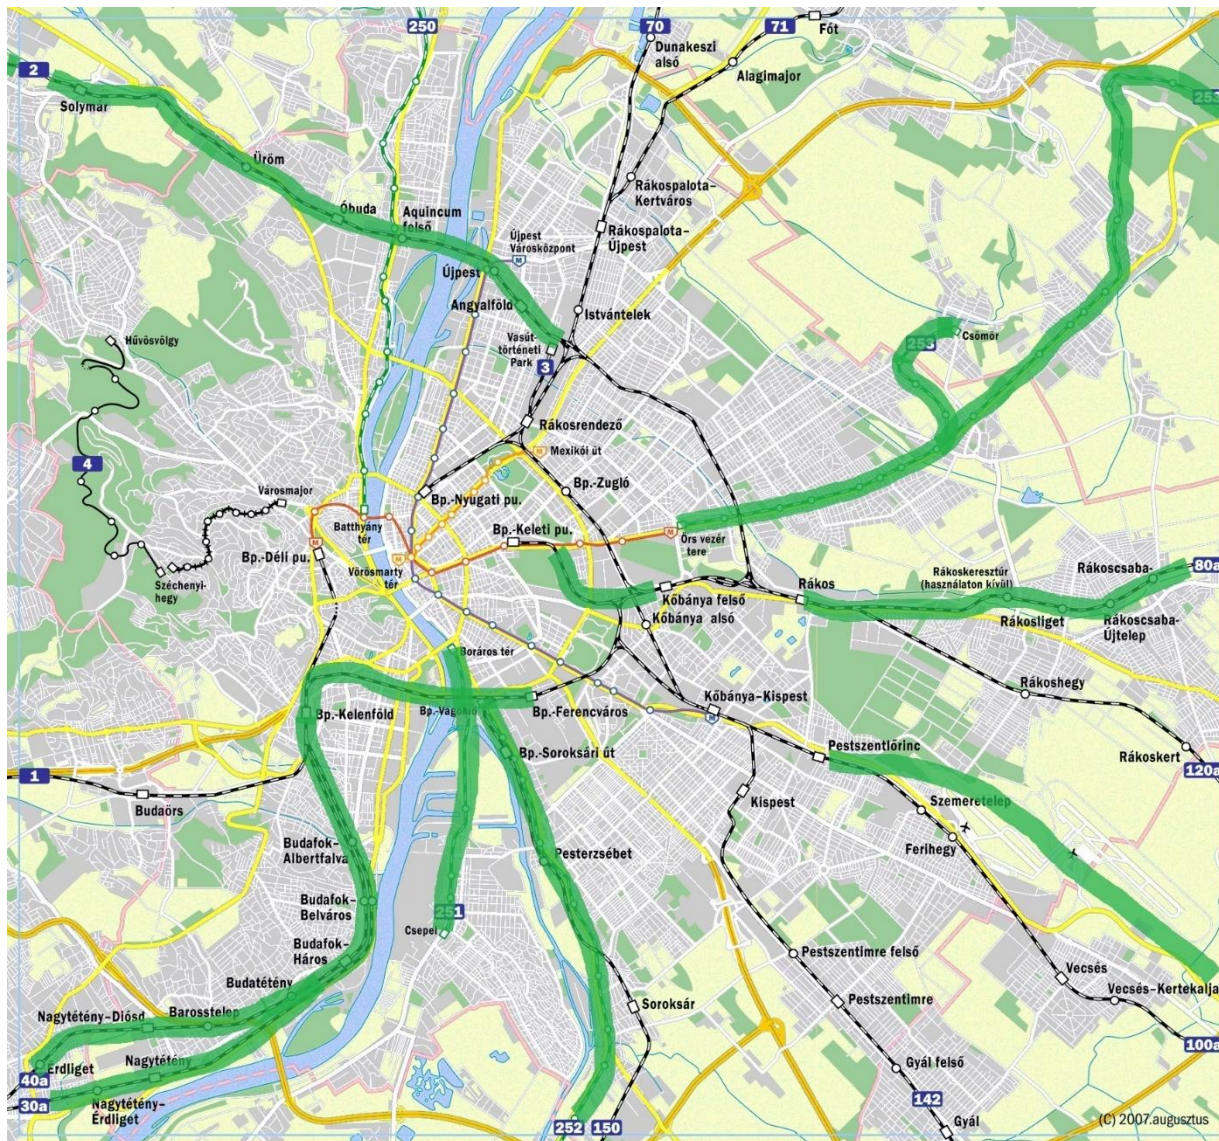 250
70
71
Fót
Dunakeszi
alsó
Alagimajor
2
Solymár
253
Üröm
Rákospalota–
Kertváros
Óbuda
Aquincum
felső
Újpest
Városközpont
M
Rákospalota–
Újpest
Újpest
Angyalföld
Istvántelek
Hűvösvölgy
Vasút-
történeti
Park
3
253
Csömör
Rákosrendező
4
Mexikói út
M
Városmajor
Bp.-Nyugati pu.
Bp.-Zugló
Batthyány
tér
Bp.-Keleti pu.
M
Örs vezér
tere
M
Bp.-Déli pu.
Vörösmarty
tér
M
Széchenyi-
hegy
Rákoskeresztúr
(használaton kívül)
Rákoscsaba
80a
Kőbánya felső
Rákos
Kőbánya alsó
Rákosliget
Rákoscsaba-
Újtelep
Boráros tér
Rákoshegy
Kőbánya–Kispest
M
Bp.-Kelenföld
Bp.-Vágóhíd
Bp.-Ferencváros
Bp.-Soroksári út
Pestszentlőrinc
Rákoskert
120a
1
Budaörs
Kispest
Szemeretelep
Ferihegy
Budafok–
Albertfalva
Pesterzsébet
Budafok–
Belváros
251
Csepel
Budafok–
Háros
Pestszentimre felső
Vecsés
Vecsés–Kertekalja
Budatétény
Barosstelep
Nagytétény–Diósd
Soroksár
Pestszentimre
100a
Érdliget
Nagytétény
Gyál felső
40a
30a
Nagytétény–
Érdliget
142
252
150
Gyál
(C) 2007.augusztus